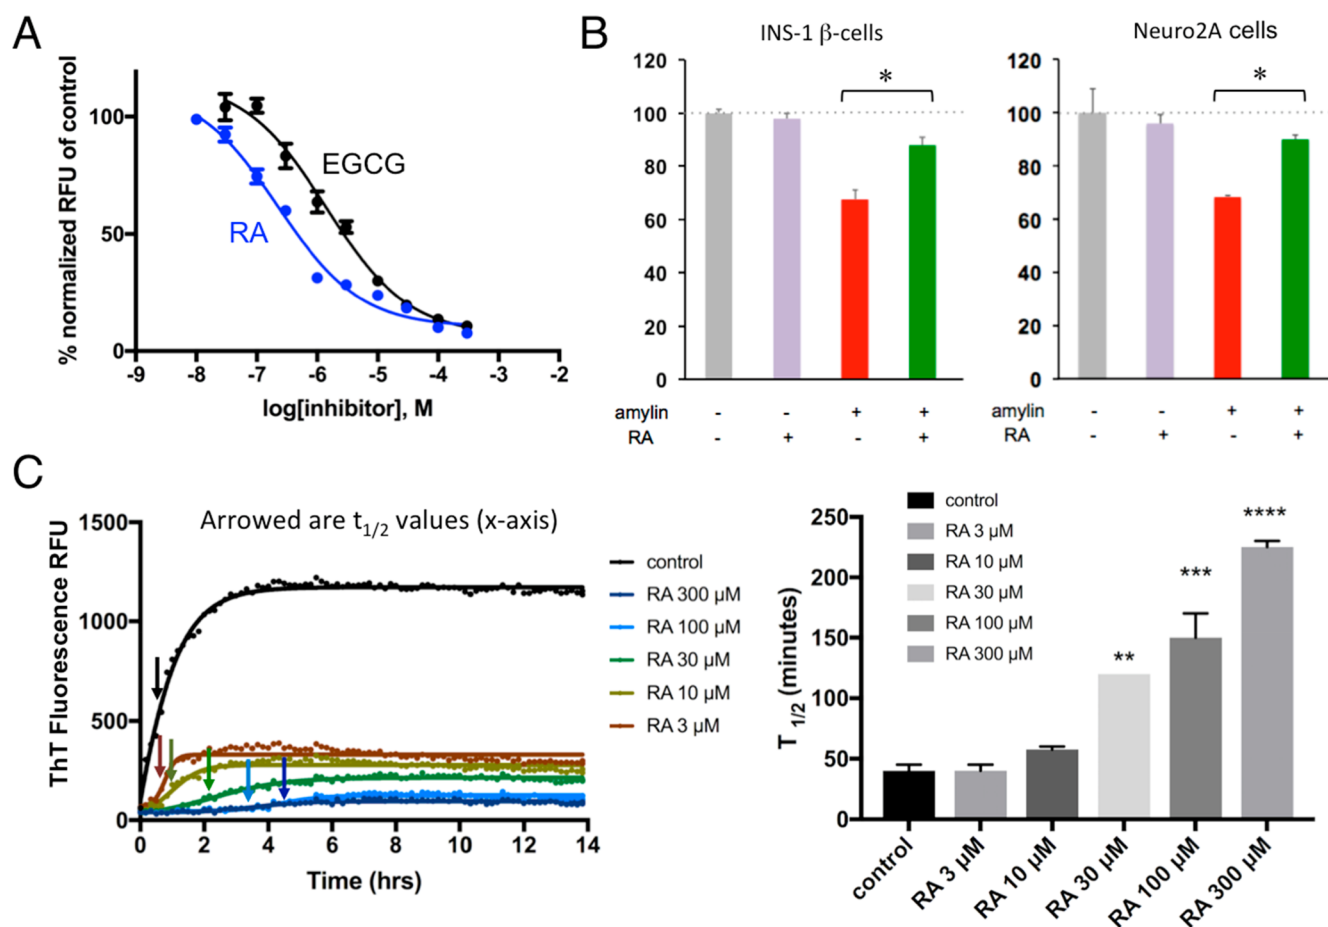 A
% normalized RFU of control
100
50
0
EGCG
RA
-9 -8 -7 -6 -5 -4 -3 -2
log[inhibitor], M
B
INS-1 β-cells
120
100
80
60
40
20
0
*
amylin - - + +
RA - + - +
Neuro2A cells
120
100
80
60
40
20
0
*
amylin - - + +
RA - + - +
C
Arrowed are t1/2 values (x-axis)
ThT Fluorescence RFU
1500
1000
500
0
0 2 4 6 8 10 12 14
Time (hrs)
control
RA 300 µM
RA 100 µM
RA 30 µM
RA 10 µM
RA 3 µM
control
RA 3 µM
RA 10 µM
RA 30 µM
RA 100 µM
RA 300 µM
T 1/2 (minutes)
250
200
150
100
50
0
**
***
****
control
RA 3 µM
RA 10 µM
RA 30 µM
RA 100 µM
RA 300 µM